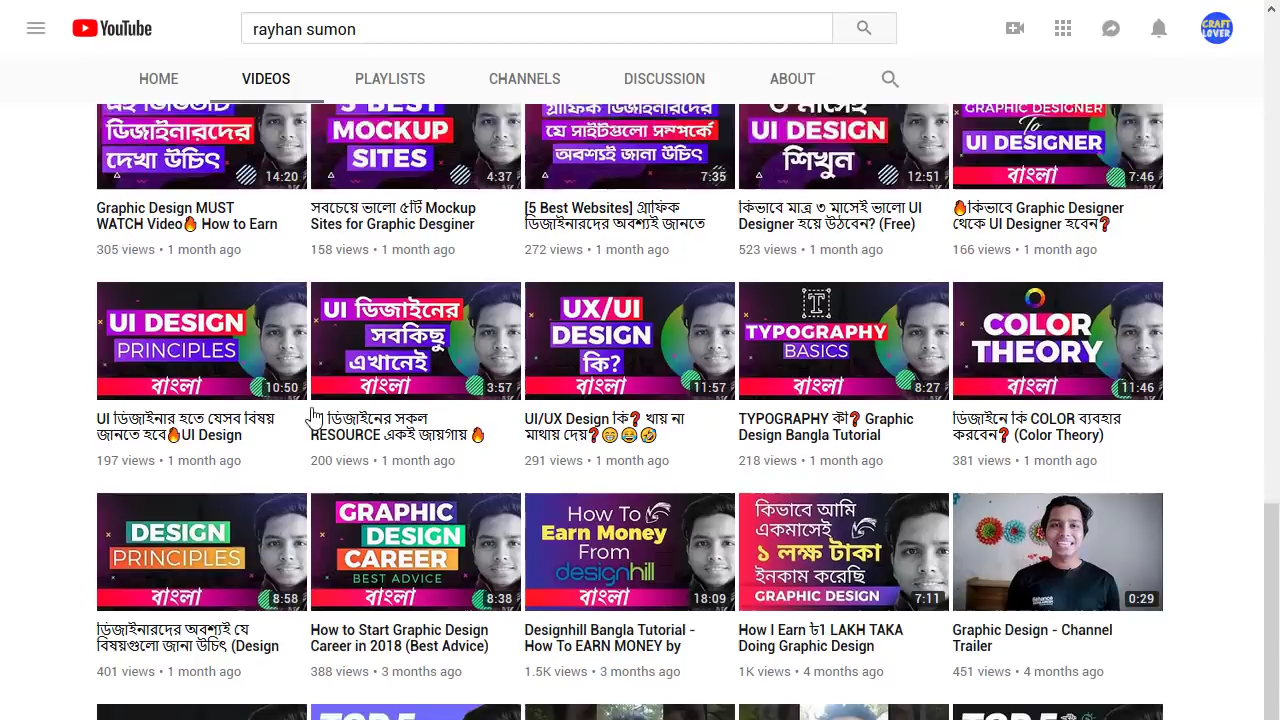 YouTube
rayhan sumon
CRAFT
LOVER
HOME
VIDEOS
PLAYLISTS
CHANNELS
DISCUSSION
ABOUT
এই ভিডিওটি
ডিজাইনারদের
দেখা উচিৎ
14:20
5 BEST
MOCKUP
SITES
4:37
গ্রাফিক ডিজাইনারদের
যে সাইটগুলো সম্পর্কে
অবশ্যই জানা উচিৎ
7:35
৩ মাসেই
UI DESIGN
শিখুন
12:51
GRAPHIC DESIGNER
To
UI DESIGNER
বাংলা
7:46
Graphic Design MUST
WATCH Video🔥 How to Earn
305 views • 1 month ago
সবচেয়ে ভালো ৫টি Mockup
Sites for Graphic Desginer
158 views • 1 month ago
[5 Best Websites] গ্রাফিক
ডিজাইনারদের অবশ্যই জানতে
272 views • 1 month ago
কিভাবে মাত্র ৩ মাসেই ভালো UI
Designer হয়ে উঠবেন? (Free)
523 views • 1 month ago
🔥কিভাবে Graphic Designer
থেকে UI Designer হবেন❓
166 views • 1 month ago
UI DESIGN
PRINCIPLES
বাংলা
10:50
UI ডিজাইনের
সবকিছু
এখানেই
বাংলা
3:57
UX/UI
DESIGN
কি?
বাংলা
11:57
T
TYPOGRAPHY
BASICS
বাংলা
8:27
COLOR
THEORY
বাংলা
11:46
UI ডিজাইনার হতে যেসব বিষয়
জানতে হবে🔥UI Design
197 views • 1 month ago
ডিজাইনের সকল
RESOURCE একই জায়গায় 🔥
200 views • 1 month ago
UI/UX Design কি❓ খায় না
মাথায় দেয়❓😁😂🤣
291 views • 1 month ago
TYPOGRAPHY কী❓ Graphic
Design Bangla Tutorial
218 views • 1 month ago
ডিজাইনে কি COLOR ব্যবহার
করবেন❓ (Color Theory)
381 views • 1 month ago
DESIGN
PRINCIPLES
বাংলা
8:58
GRAPHIC
DESIGN
CAREER
BEST ADVICE
বাংলা
8:38
How To
Earn Money
From
designhill
বাংলা
18:09
কিভাবে আমি
একমাসেই
১ লক্ষ টাকা
ইনকাম করেছি
GRAPHIC DESIGN
7:11
0:29
ডিজাইনারদের অবশ্যই যে
বিষয়গুলো জানা উচিত (Design
401 views • 1 month ago
How to Start Graphic Design
Career in 2018 (Best Advice)
388 views • 3 months ago
Designhill Bangla Tutorial -
How To EARN MONEY by
1.5K views • 3 months ago
How I Earn ৳1 LAKH TAKA
Doing Graphic Design
1K views • 4 months ago
Graphic Design - Channel
Trailer
451 views • 4 months ago
TOP 5
TOP 5